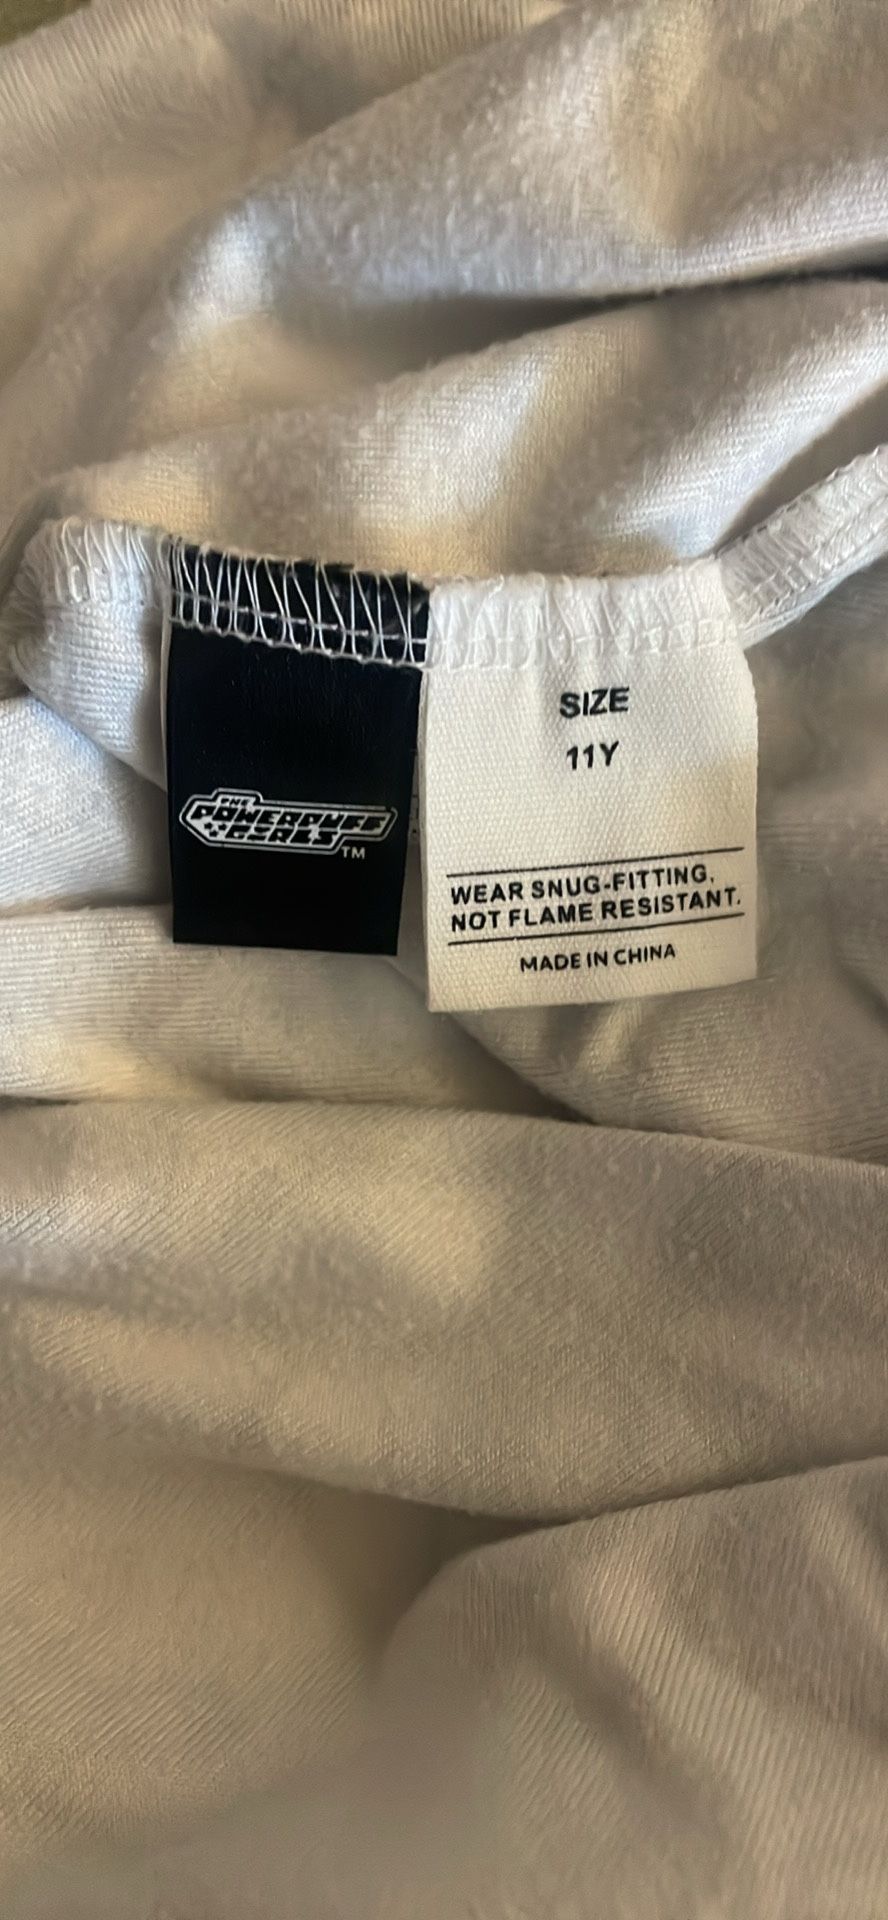 THE
POWERPUFF
GIRLS
TM
SIZE
11Y
WEAR SNUG-FITTING.
NOT FLAME RESISTANT.
MADE IN CHINA